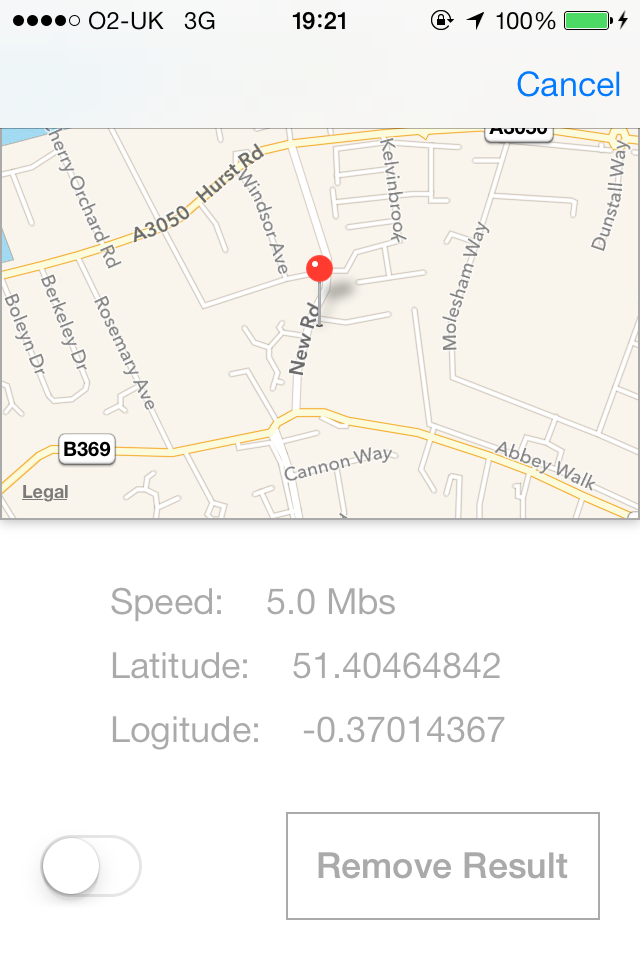 O2-UK 3G 19:21 100%
Cancel
A3050
Cherry Orchard Rd
A3050 Hurst Rd
Windsor Ave
Kelvinbrook
Dunstall Way
Molesham Way
Boleyn Dr
Berkeley Dr
Rosemary Ave
New Rd
B369
Cannon Way
Abbey Walk
Legal
Speed: 5.0 Mbs
Latitude: 51.40464842
Logitude: -0.37014367
Remove Result